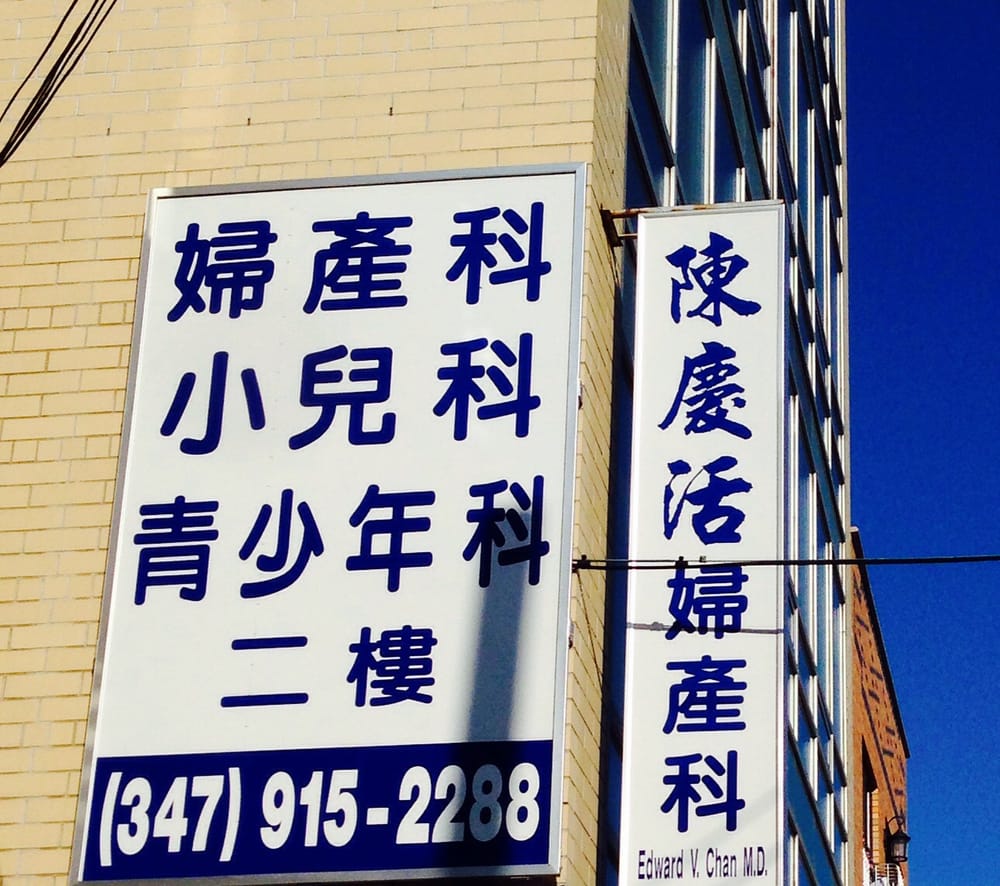 婦產科
小兒科
青少年科
二樓
(347) 915-2288
陳慶活婦產科
Edward V. Chan M.D.